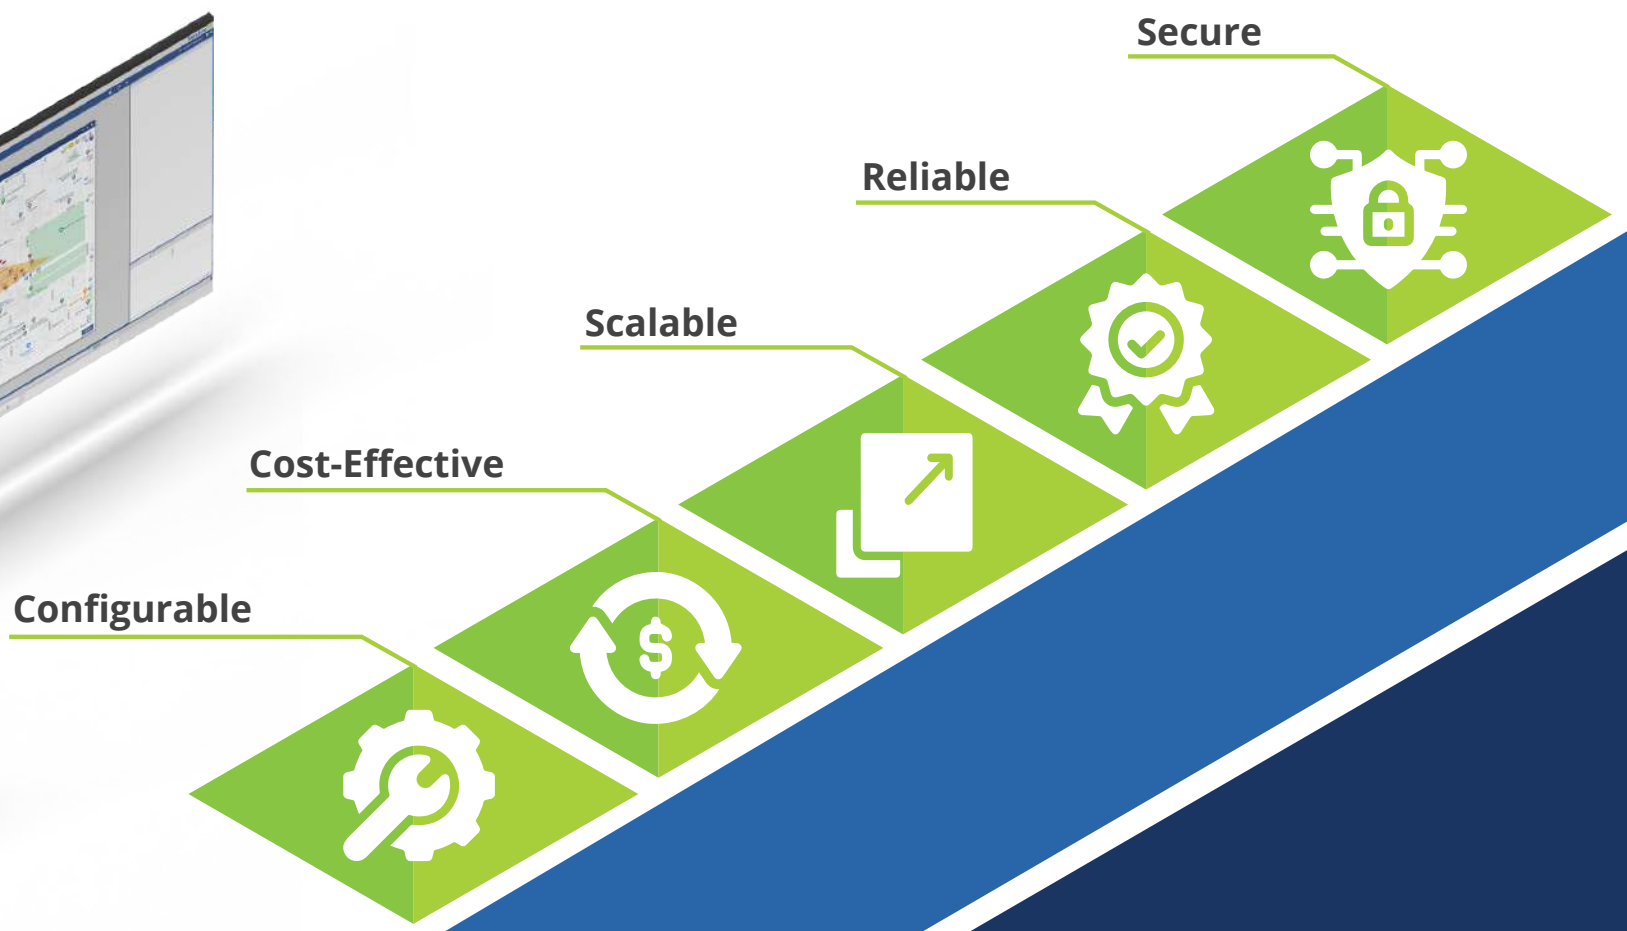 Secure
Reliable
Scalable
Cost-Effective
Configurable
$